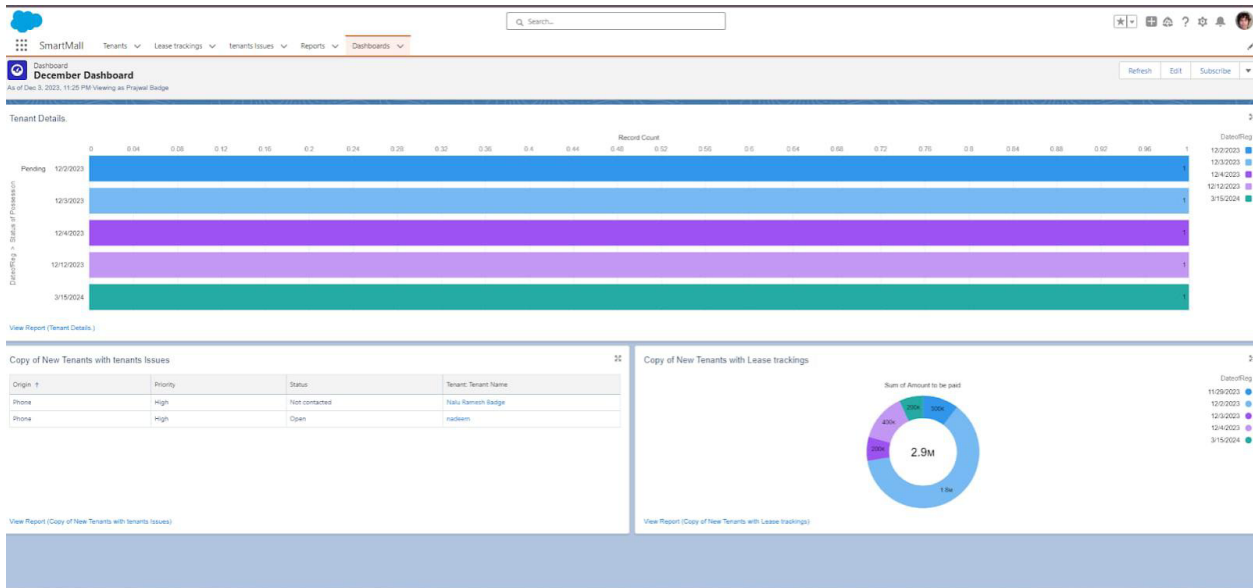 Search...
SmartMall Tenants Lease trackings tenants Issues Reports Dashboards
Dashboard
December Dashboard
As of Dec 3, 2023, 11:25 PM Viewing as Prajwal Badge
Refresh Edit Subscribe
Tenant Details.
Record Count
0 0.04 0.08 0.12 0.16 0.2 0.24 0.28 0.32 0.36 0.4 0.44 0.48 0.52 0.56 0.6 0.64 0.68 0.72 0.76 0.8 0.84 0.88 0.92 0.96 1
DateofReg > Status of Possession
Pending 12/2/2023 1
12/3/2023 1
12/4/2023 1
12/12/2023 1
3/15/2024 1
DateofReg
12/2/2023
12/3/2023
12/4/2023
12/12/2023
3/15/2024
View Report (Tenant Details.)
Copy of New Tenants with tenants Issues
Origin ↑ Priority Status Tenant: Tenant Name
Phone High Not contacted Nalu Ramesh Badge
Phone High Open nadeem
View Report (Copy of New Tenants with tenants Issues)
Copy of New Tenants with Lease trackings
Sum of Amount to be paid
200K 300K
400K
200K
2.9M
1.8M
DateofReg
11/29/2023
12/2/2023
12/3/2023
12/4/2023
3/15/2024
View Report (Copy of New Tenants with Lease trackings)